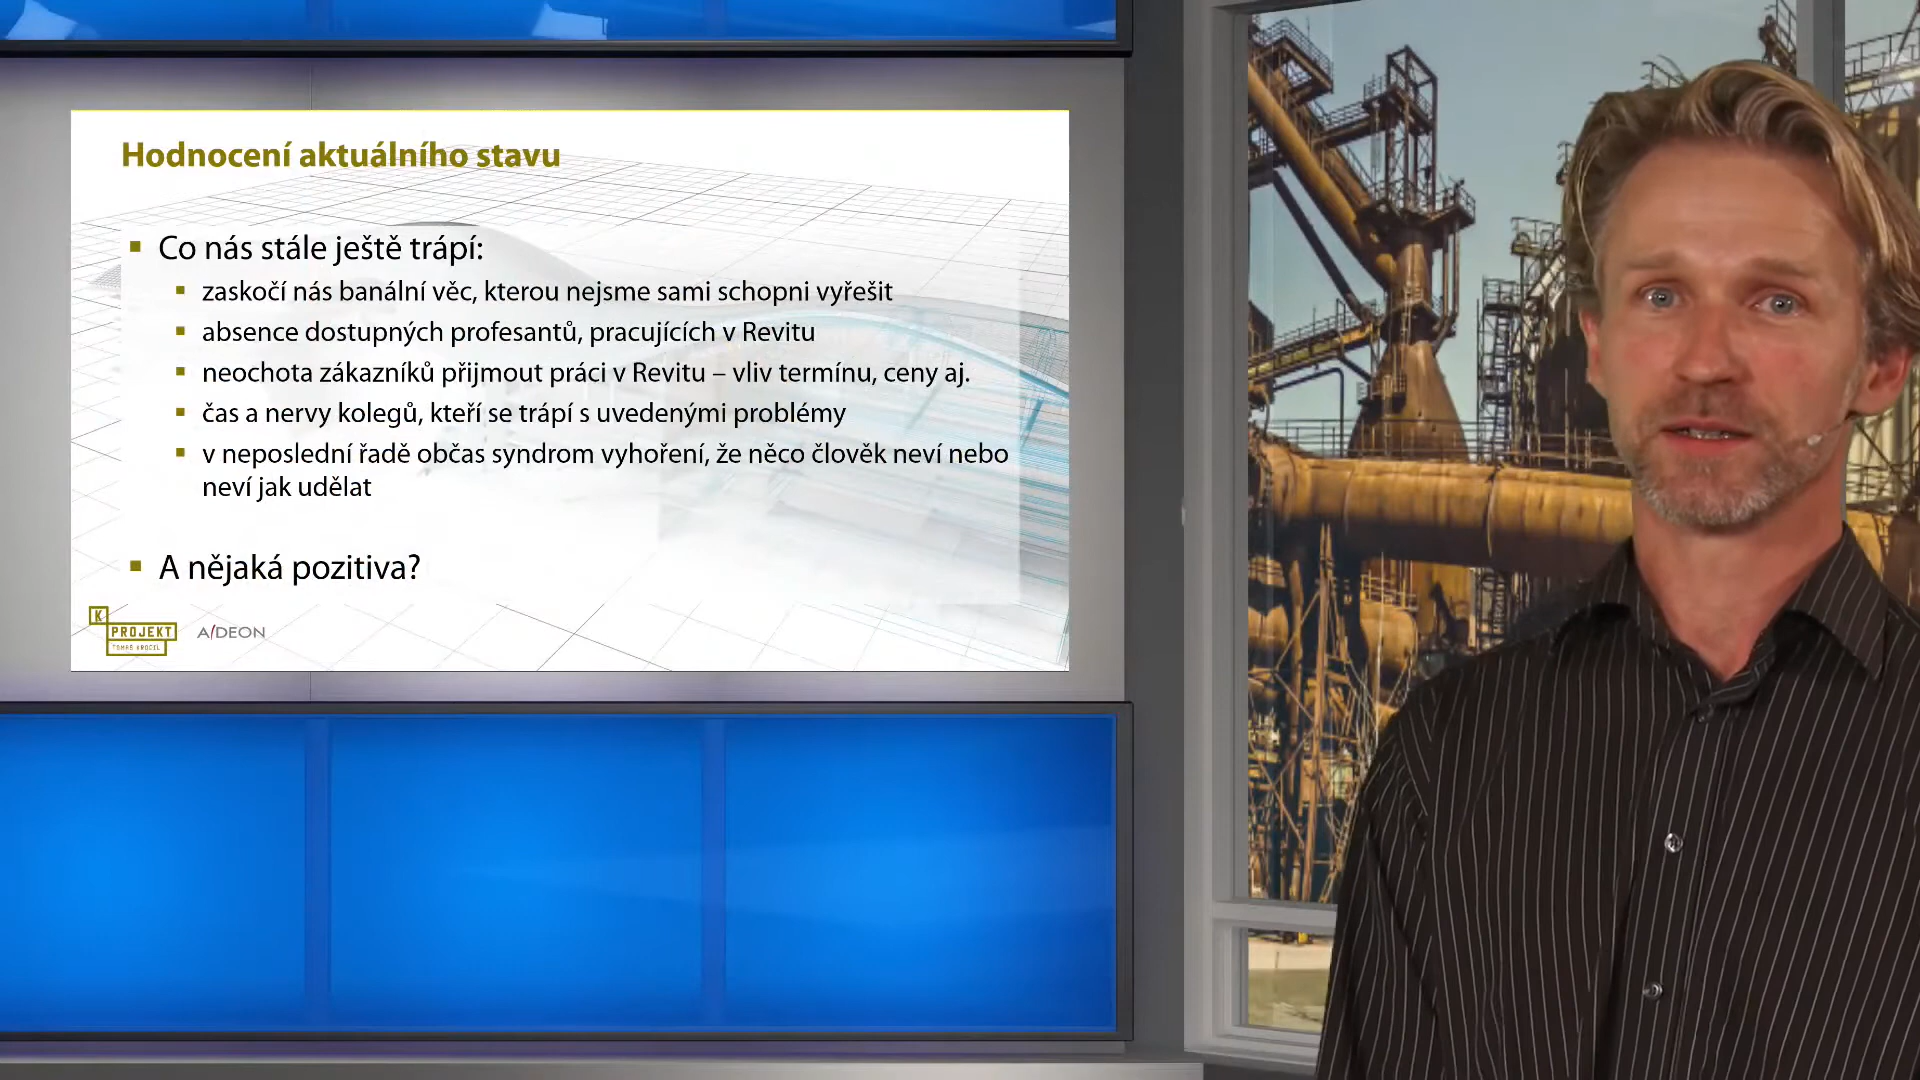 Hodnocení aktuálního stavu
Co nás stále ještě trápí:
zaskočí nás banální věc, kterou nejsme sami schopni vyřešit
absence dostupných profesantů, pracujících v Revitu
neochota zákazníků přijmout práci v Revitu – vliv termínu, ceny aj.
čas a nervy kolegů, kteří se trápí s uvedenými problémy
v neposlední řadě občas syndrom vyhoření, že něco člověk neví nebo
neví jak udělat
A nějaká pozitiva?
K
PROJEKT
TOMÁŠ KROČIL
A/DEON